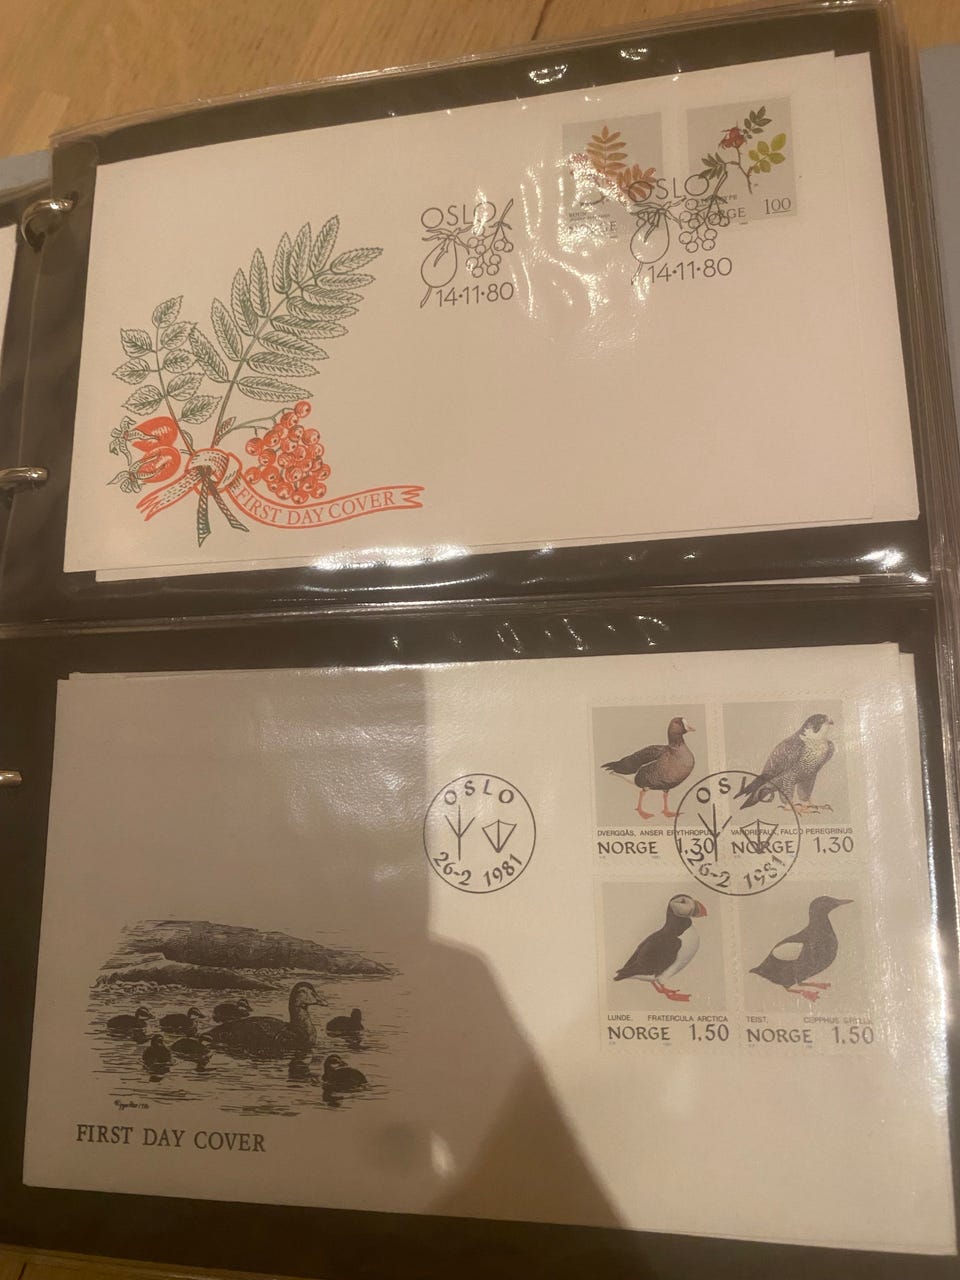 OSLO
14·11·80
OSLO
14·11·80
NORGE
NORGE 1.00
FIRST DAY COVER
OSLO
26-2 1981
OSLO
26-2 1981
DVERGGÅS, ANSER ERYTHROPUS
NORGE 1.30
VANDREFALK, FALCO PEREGRINUS
NORGE 1.30
LUNDE, FRATERCULA ARCTICA
NORGE 1.50
TEIST, CEPPHUS GRYLLE
NORGE 1.50
FIRST DAY COVER